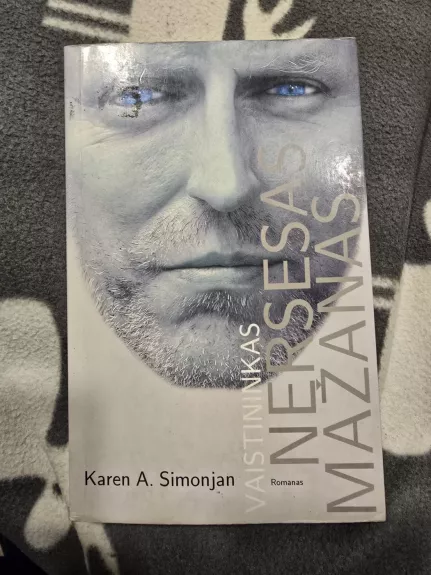 VAISTININKAS
NERSESAS
MAŽANAS
Karen A. Simonjan
Romanas